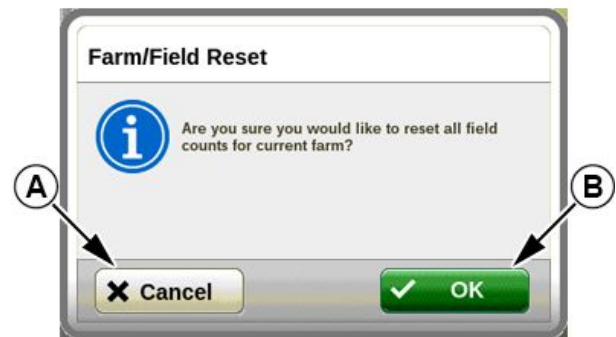 Farm/Field Reset
Are you sure you would like to reset all field
counts for current farm?
A
B
Cancel
OK